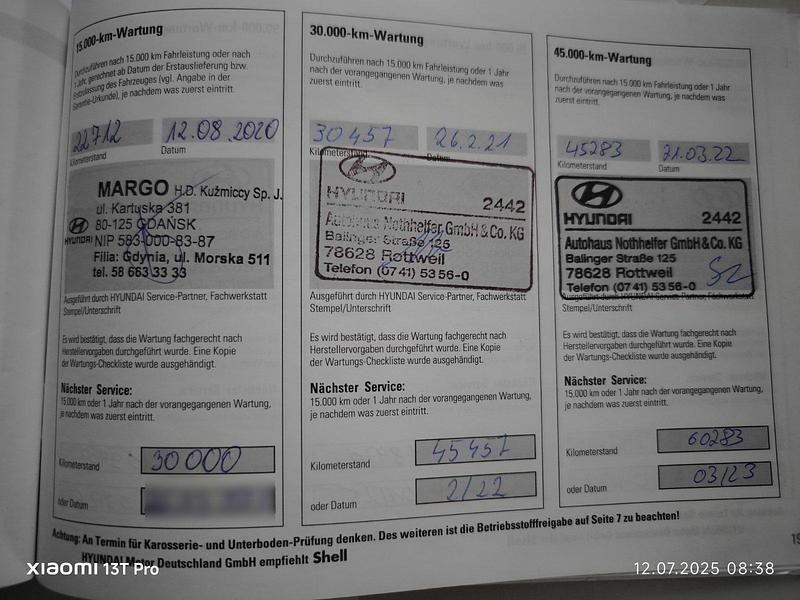 15.000-km-Wartung
Durchzuführen nach 15.000 km Fahrleistung oder nach
1 Jahr, gerechnet ab Datum der Erstauslieferung bzw.
Erstzulassung des Fahrzeuges (vgl. Angabe in der
Garantie-Urkunde), je nachdem was zuerst eintritt.
22712 12.08.2020
Kilometerstand Datum
MARGO H.D. Kuźmiccy Sp. J.
ul. Kartuska 381
80-125 GDAŃSK
HYUNDAI NIP 583-000-83-87
Filia: Gdynia, ul. Morska 511
tel. 58 663 33 33
Ausgeführt durch HYUNDAI Service-Partner, Fachwerkstatt
Stempel/Unterschrift
Es wird bestätigt, dass die Wartung fachgerecht nach
Herstellervorgaben durchgeführt wurde. Eine Kopie
der Wartungs-Checkliste wurde ausgehändigt.
Nächster Service:
15.000 km oder 1 Jahr nach der vorangegangenen Wartung,
je nachdem was zuerst eintritt.
Kilometerstand 30000
oder Datum
30.000-km-Wartung
Durchzuführen nach 15.000 km Fahrleistung oder 1 Jahr
nach der vorangegangenen Wartung, je nachdem was
zuerst eintritt.
30457 26.2.21
Kilometerstand Datum
HYUNDAI 2442
Autohaus Nothhelfer GmbH & Co. KG
Balinger Straße 125
78628 Rottweil
Telefon (0741) 5356-0
Ausgeführt durch HYUNDAI Service-Partner, Fachwerkstatt
Stempel/Unterschrift
Es wird bestätigt, dass die Wartung fachgerecht nach
Herstellervorgaben durchgeführt wurde. Eine Kopie
der Wartungs-Checkliste wurde ausgehändigt.
Nächster Service:
15.000 km oder 1 Jahr nach der vorangegangenen Wartung,
je nachdem was zuerst eintritt.
Kilometerstand 45457
oder Datum 2/22
45.000-km-Wartung
Durchzuführen nach 15.000 km Fahrleistung oder 1 Jahr
nach der vorangegangenen Wartung, je nachdem was
zuerst eintritt.
45283 21.03.22
Kilometerstand Datum
HYUNDAI 2442
Autohaus Nothhelfer GmbH & Co. KG
Balinger Straße 125
78628 Rottweil
Telefon (0741) 5356-0
Ausgeführt durch HYUNDAI Service-Partner, Fachwerkstatt
Stempel/Unterschrift
Es wird bestätigt, dass die Wartung fachgerecht nach
Herstellervorgaben durchgeführt wurde. Eine Kopie
der Wartungs-Checkliste wurde ausgehändigt.
Nächster Service:
15.000 km oder 1 Jahr nach der vorangegangenen Wartung,
je nachdem was zuerst eintritt.
Kilometerstand 60283
oder Datum 03/23
Achtung: An Termin für Karosserie- und Unterboden-Prüfung denken. Des weiteren ist die Betriebsstofffreigabe auf Seite 7 zu beachten!
HYUNDAI Motor Deutschland GmbH empfiehlt Shell
XIAOMI 13T Pro
12.07.2025 08:38